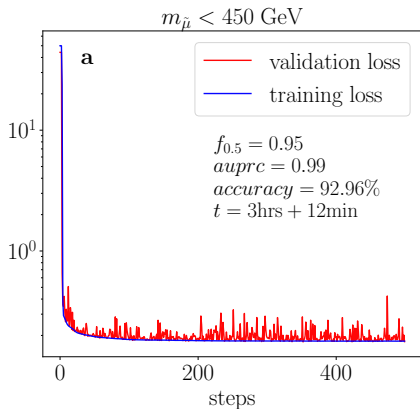 m_μ̃ < 450 GeV
a
validation loss
training loss
f_0.5 = 0.95
auprc = 0.99
accuracy = 92.96%
t = 3hrs + 12min
10^1
10^0
0
200
400
steps